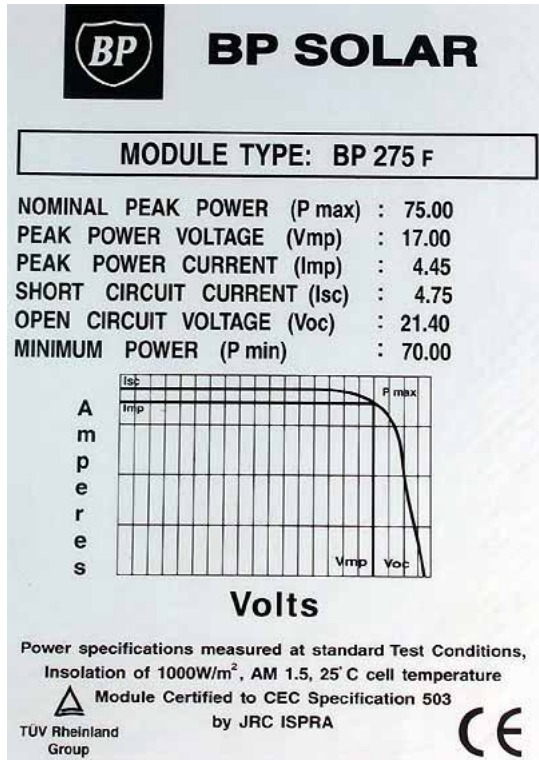 BP
BP SOLAR
MODULE TYPE: BP 275 F
NOMINAL PEAK POWER (P max) : 75.00
PEAK POWER VOLTAGE (Vmp) : 17.00
PEAK POWER CURRENT (Imp) : 4.45
SHORT CIRCUIT CURRENT (Isc) : 4.75
OPEN CIRCUIT VOLTAGE (Voc) : 21.40
MINIMUM POWER (P min) : 70.00
Isc
P max
Imp
Amperes
Vmp
Voc
Volts
Power specifications measured at standard Test Conditions,
Insolation of 1000W/m², AM 1.5, 25°C cell temperature
Module Certified to CEC Specification 503
by JRC ISPRA
TÜV Rheinland
Group
CE